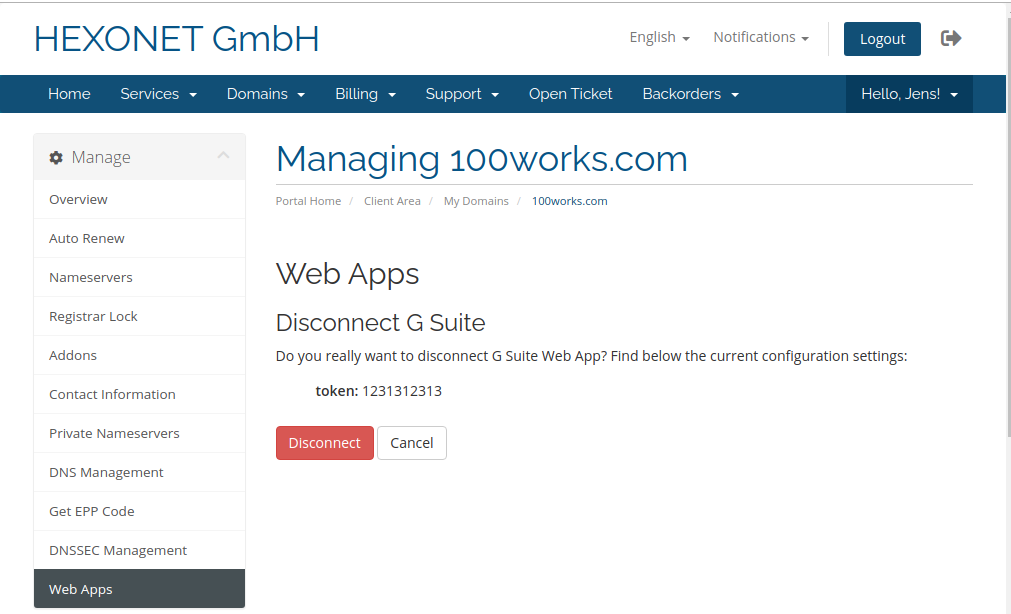 HEXONET GmbH
English Notifications Logout
Home Services Domains Billing Support Open Ticket Backorders Hello, Jens!
Manage
Overview
Auto Renew
Nameservers
Registrar Lock
Addons
Contact Information
Private Nameservers
DNS Management
Get EPP Code
DNSSEC Management
Web Apps
Managing 100works.com
Portal Home / Client Area / My Domains / 100works.com
Web Apps
Disconnect G Suite
Do you really want to disconnect G Suite Web App? Find below the current configuration settings:
token: 1231312313
Disconnect Cancel